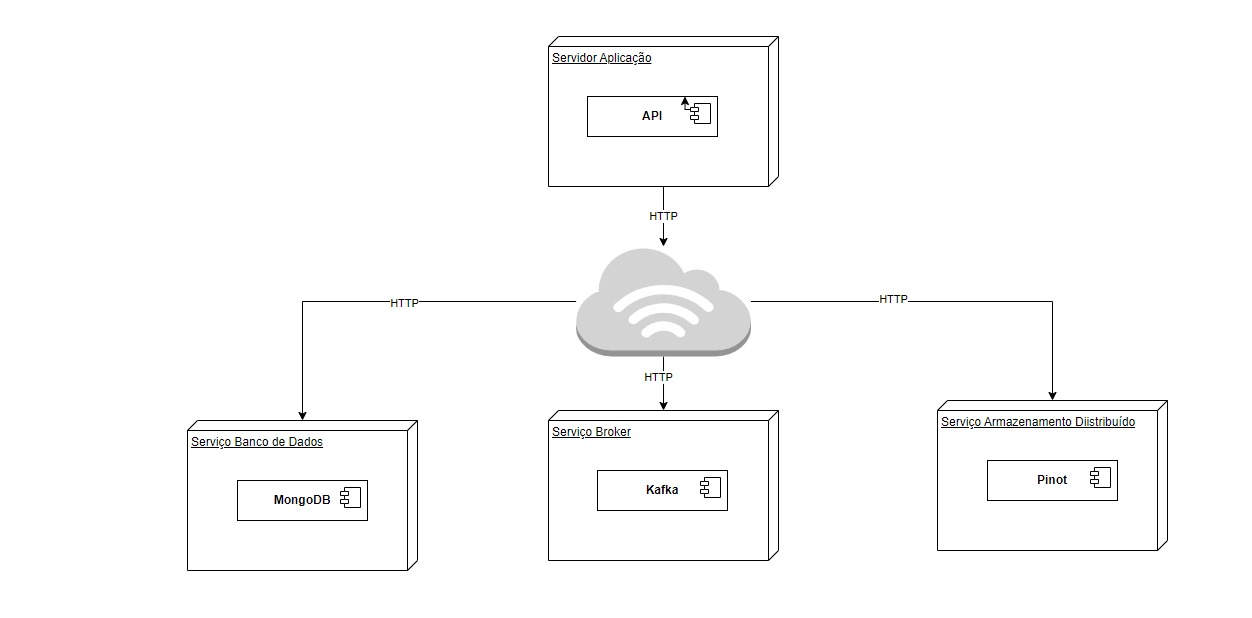 Servidor Aplicação
API
HTTP
HTTP
HTTP
HTTP
Serviço Banco de Dados
MongoDB
Serviço Broker
Kafka
Serviço Armazenamento Diistribuído
Pinot